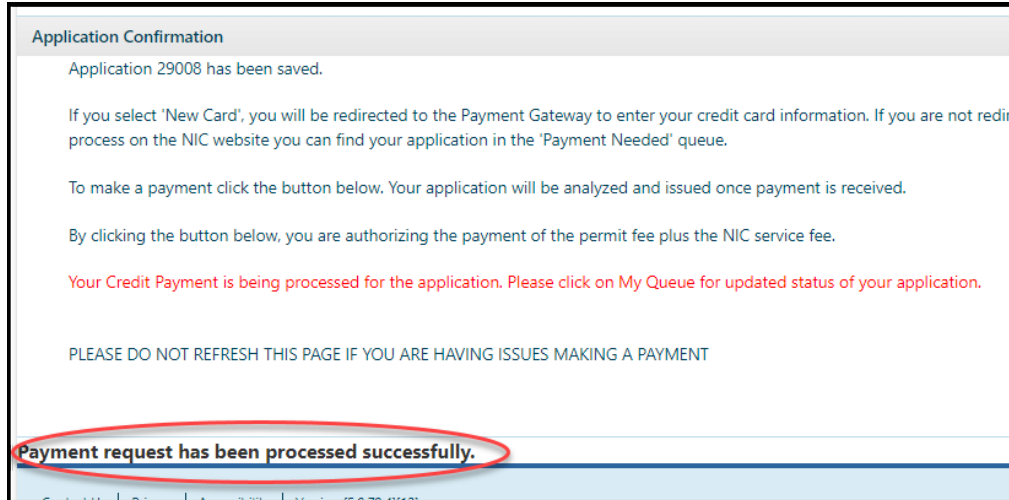 Application Confirmation
Application 29008 has been saved.
If you select 'New Card', you will be redirected to the Payment Gateway to enter your credit card information. If you are not
process on the NIC website you can find your application in the 'Payment Needed' queue.
To make a payment click the button below. Your application will be analyzed and issued once payment is received.
By clicking the button below, you are authorizing the payment of the permit fee plus the NIC service fee.
Your Credit Payment is being processed for the application. Please click on My Queue for updated status of your application.
PLEASE DO NOT REFRESH THIS PAGE IF YOU ARE HAVING ISSUES MAKING A PAYMENT
Payment request has been processed successfully.